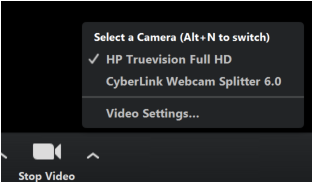 Select a Camera (Alt+N to switch)
HP Truevision Full HD
CyberLink Webcam Splitter 6.0
Video Settings...
Stop Video